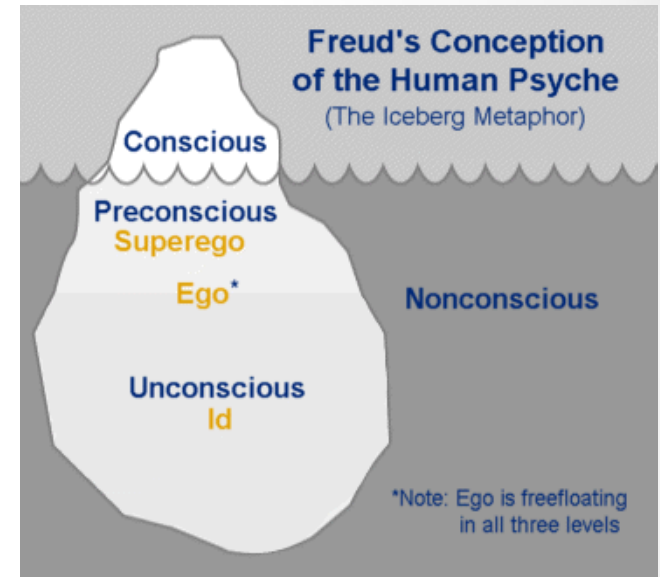 Freud's Conception
of the Human Psyche
(The Iceberg Metaphor)
Conscious
Preconscious
Superego
Ego*
Nonconscious
Unconscious
Id
*Note: Ego is freefloating
in all three levels